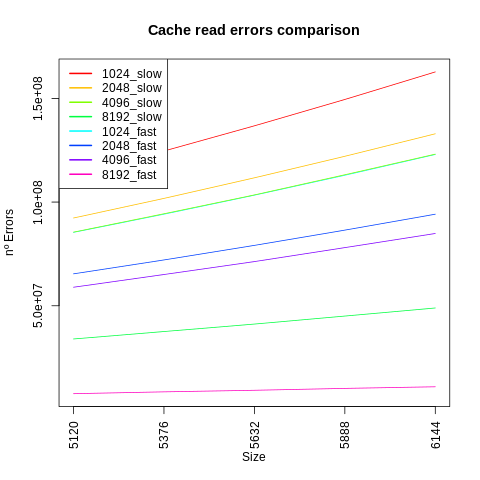 Cache read errors comparison
1024_slow
2048_slow
4096_slow
8192_slow
1024_fast
2048_fast
4096_fast
8192_fast
1.5e+08
1.0e+08
5.0e+07
nº Errors
5120
5376
5632
5888
6144
Size